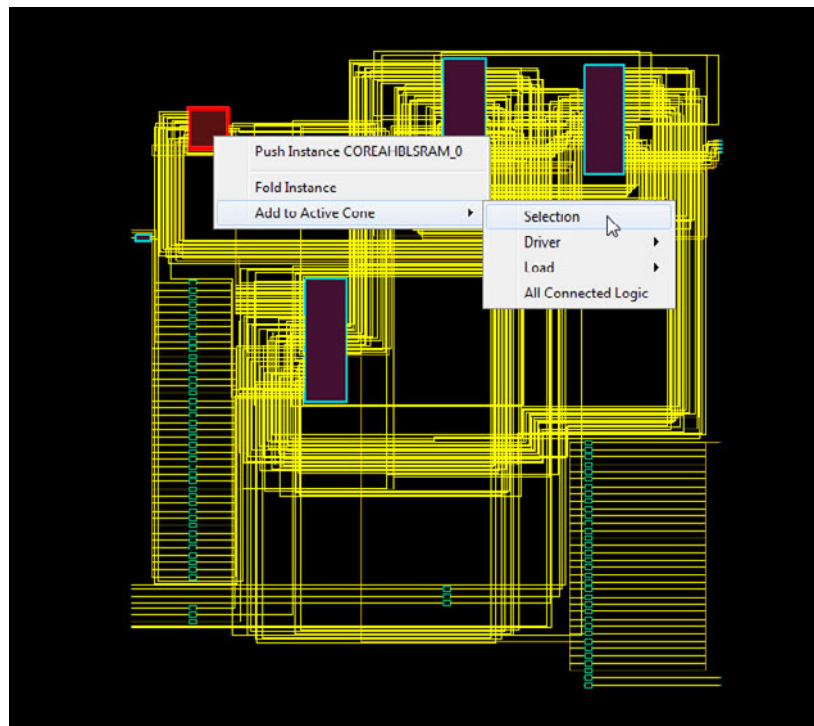 Push Instance COREAHBLSRAM_0
Fold Instance
Add to Active Cone
Selection
Driver
Load
All Connected Logic